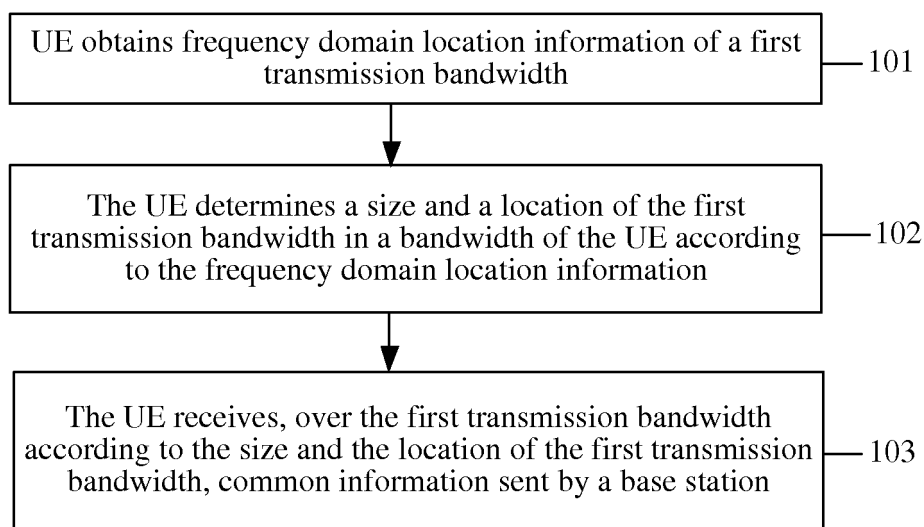 UE obtains frequency domain location information of a first
transmission bandwidth
101
The UE determines a size and a location of the first
transmission bandwidth in a bandwidth of the UE according
to the frequency domain location information
102
The UE receives, over the first transmission bandwidth
according to the size and the location of the first transmission
bandwidth, common information sent by a base station
103